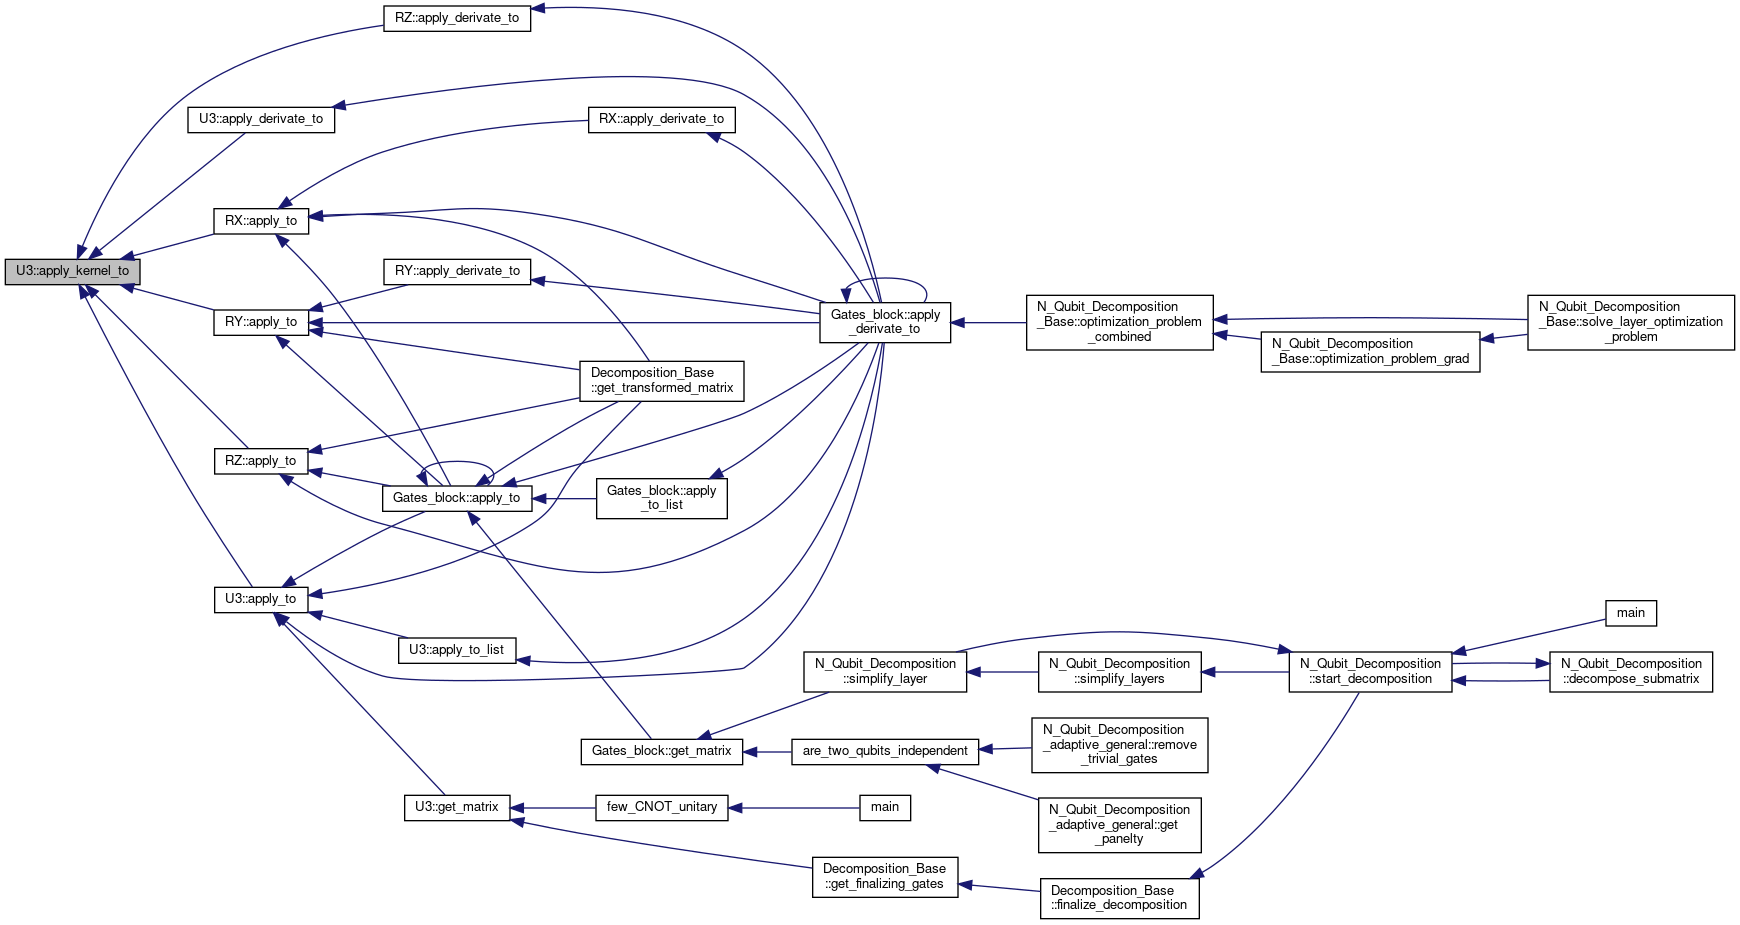 RZ::apply_derivate_to
U3::apply_derivate_to
RX::apply_derivate_to
RX::apply_to
U3::apply_kernel_to
RY::apply_derivate_to
RY::apply_to
Gates_block::apply
_derivate_to
N_Qubit_Decomposition
_Base::optimization_problem
_combined
N_Qubit_Decomposition
_Base::optimization_problem_grad
N_Qubit_Decomposition
_Base::solve_layer_optimization
_problem
Decomposition_Base
::get_transformed_matrix
RZ::apply_to
Gates_block::apply_to
Gates_block::apply
_to_list
U3::apply_to
U3::apply_to_list
N_Qubit_Decomposition
::simplify_layer
N_Qubit_Decomposition
::simplify_layers
N_Qubit_Decomposition
::start_decomposition
main
N_Qubit_Decomposition
::decompose_submatrix
Gates_block::get_matrix
are_two_qubits_independent
N_Qubit_Decomposition
_adaptive_general::remove
_trivial_gates
N_Qubit_Decomposition
_adaptive_general::get
_panelty
U3::get_matrix
few_CNOT_unitary
main
Decomposition_Base
::get_finalizing_gates
Decomposition_Base
::finalize_decomposition